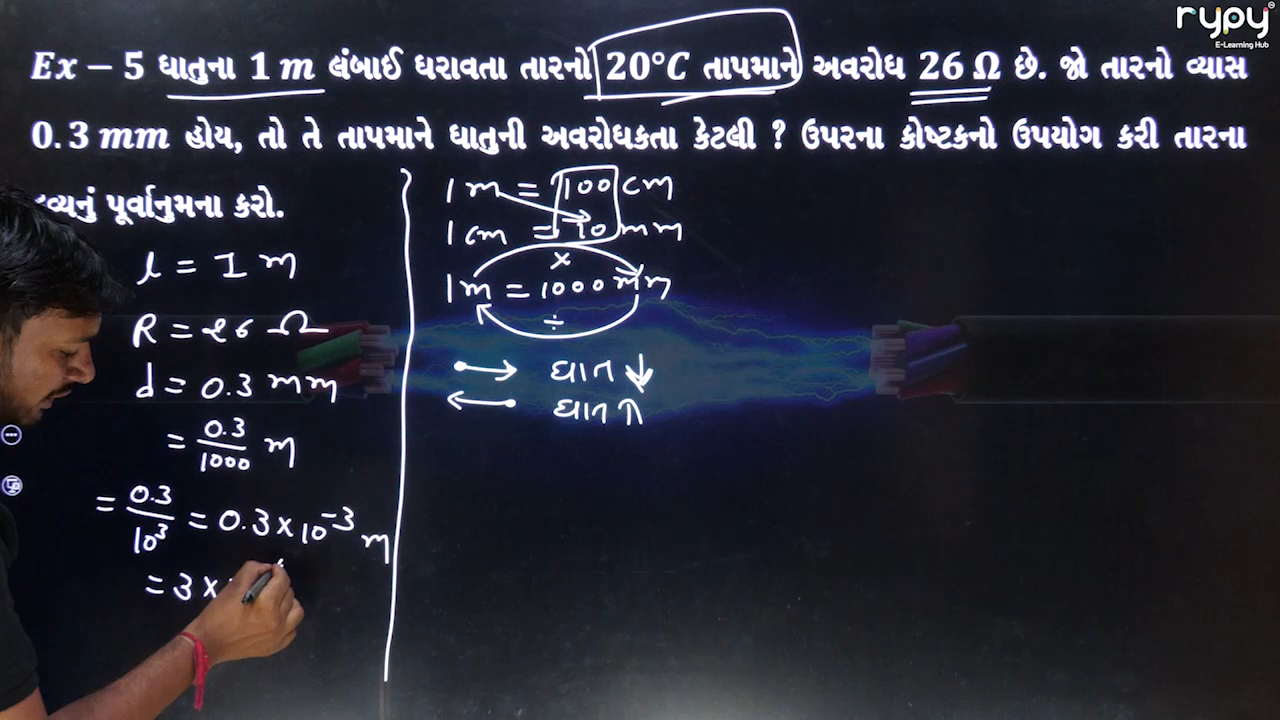 rypy
E-Learning Hub
Ex – 5 ધાતુના 1 m લંબાઈ ધરાવતા તારનો 20°C તાપમાને અવરોધ 26 Ω છે. જો તારનો વ્યાસ
0.3 mm હોય, તો તે તાપમાને ધાતુની અવરોધકતા કેટલી ? ઉપરના કોષ્ટકનો ઉપયોગ કરી તારના
દ્રવ્યનું પૂર્વાનુમના કરો.
l = 1 m
R = 26 Ω
d = 0.3 mm
= 0.3/1000 m
= 0.3/10³ = 0.3 × 10⁻³ m
= 3 ×
1 m = 100 cm
1 cm = 10 mm
×
1 m = 1000 mm
÷
→ ઘાત ↓
← ઘાત ↑